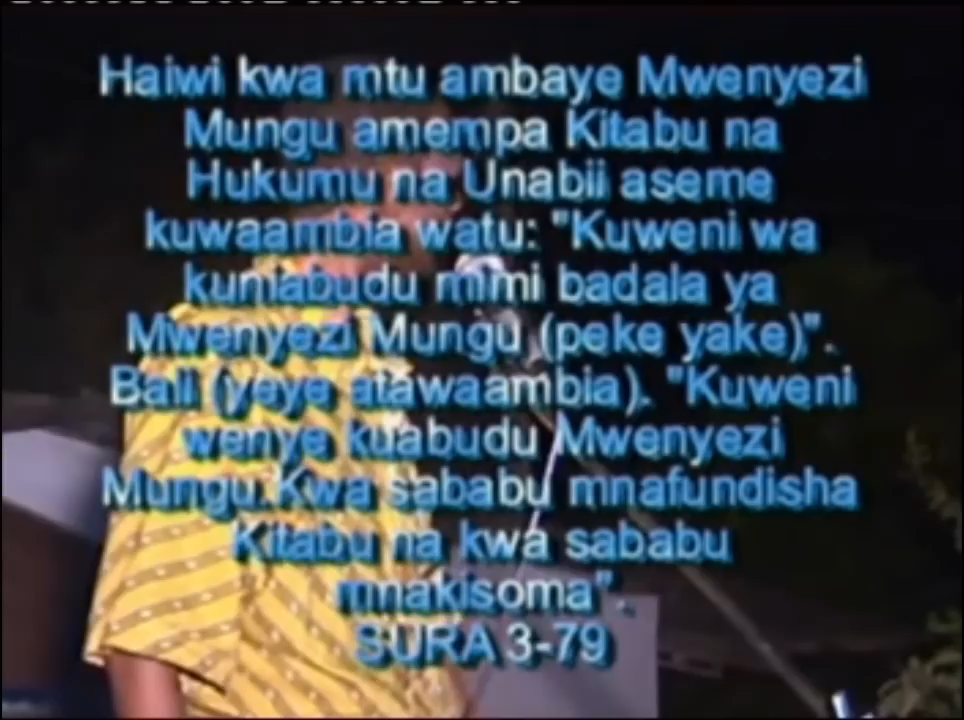 Haiwi kwa mtu ambaye Mwenyezi
Mungu amempa Kitabu na
Hukumu na Unabii aseme
kuwaambia watu: "Kuweni wa
kuniabudu mimi badala ya
Mwenyezi Mungu (peke yake)".
Bali (yeye atawaambia). "Kuweni
wenye kuabudu Mwenyezi
Mungu.Kwa sababu mnafundisha
Kitabu na kwa sababu
mnakisoma".
SURA 3-79